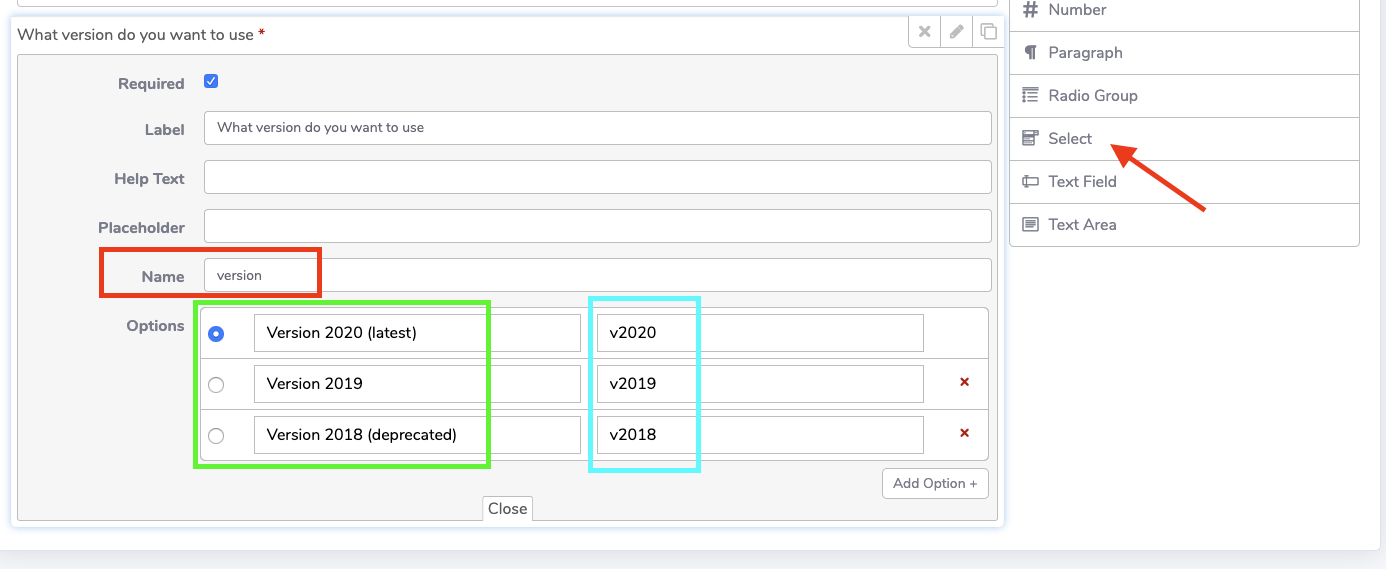 What version do you want to use *
Required
Label What version do you want to use
Help Text
Placeholder
Name version
Options
Version 2020 (latest) v2020
Version 2019 v2019
Version 2018 (deprecated) v2018
Add Option +
Close
Number
Paragraph
Radio Group
Select
Text Field
Text Area